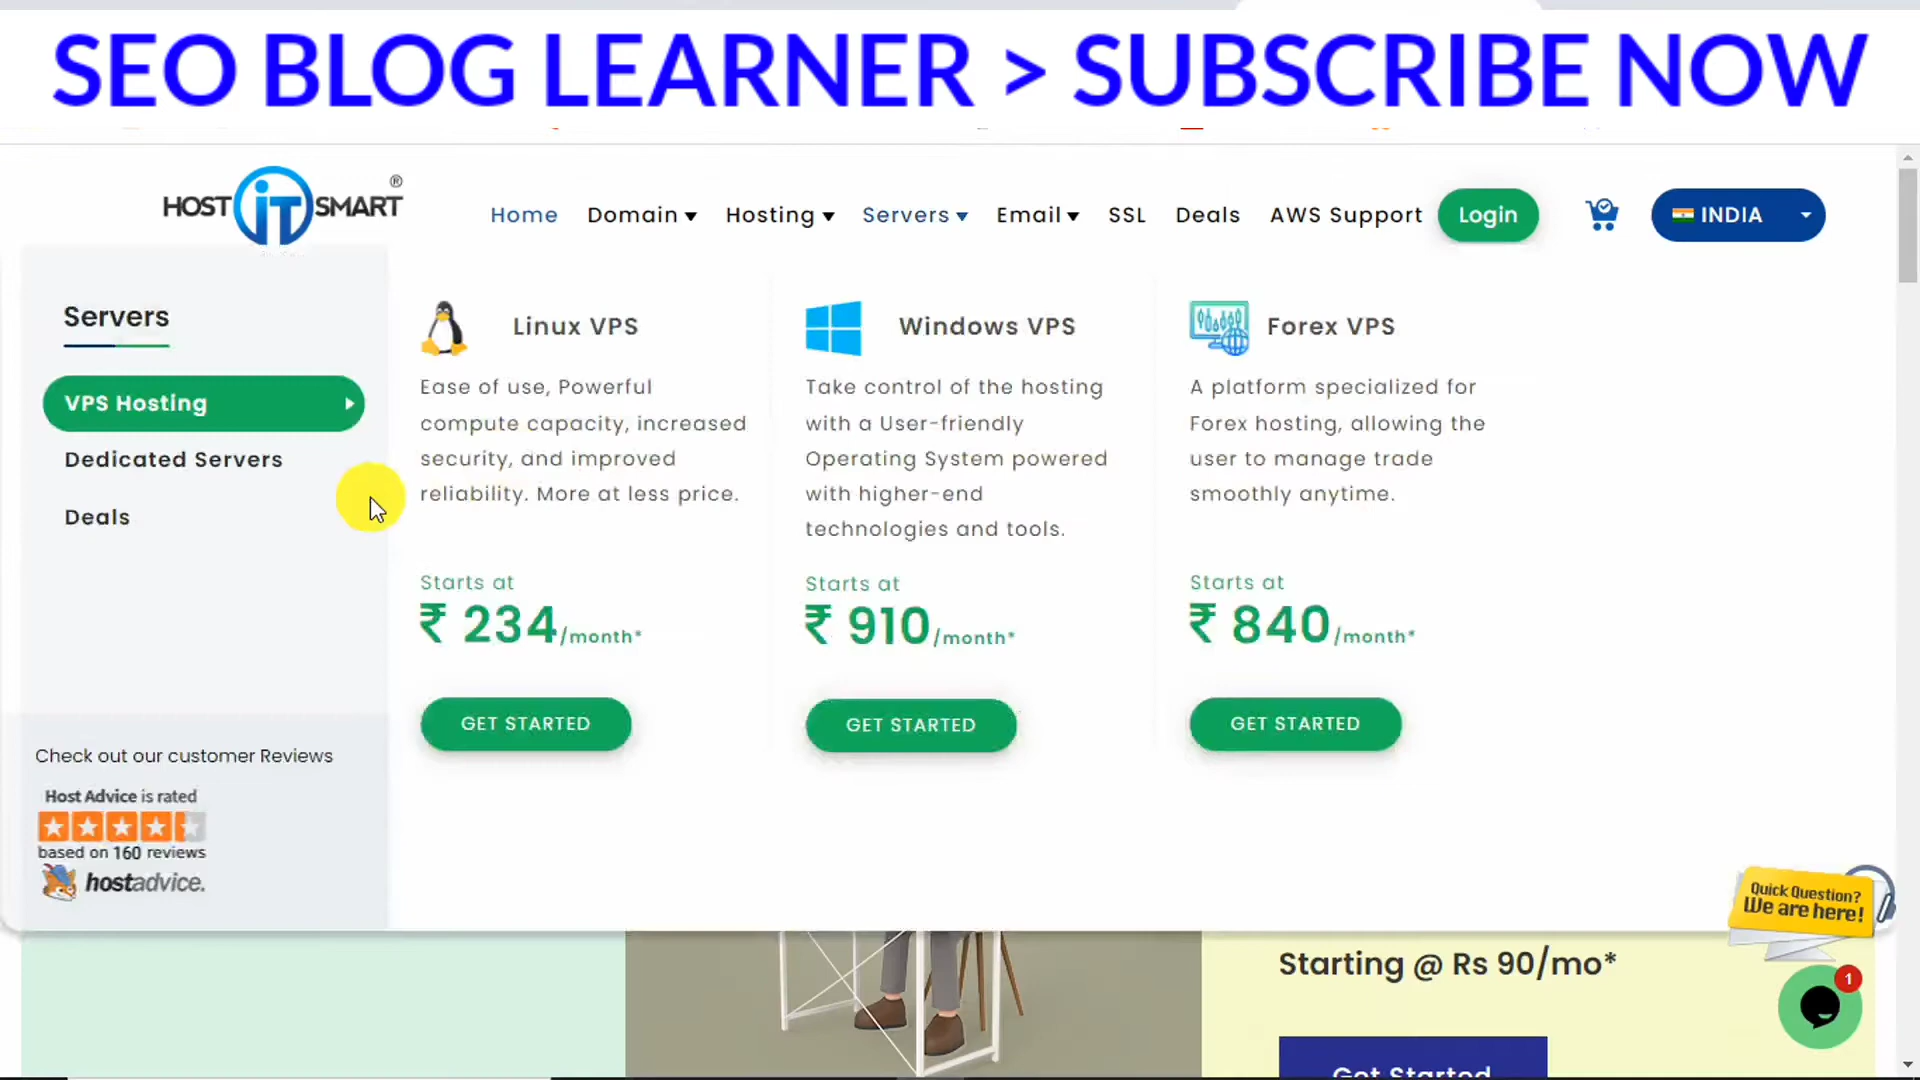 SEO BLOG LEARNER > SUBSCRIBE NOW
HOST iT SMART ®
Home Domain Hosting Servers Email SSL Deals AWS Support Login INDIA
Servers
VPS Hosting
Dedicated Servers
Deals
Linux VPS
Ease of use, Powerful
compute capacity, increased
security, and improved
reliability. More at less price.
Starts at
₹ 234/month*
GET STARTED
Windows VPS
Take control of the hosting
with a User-friendly
Operating System powered
with higher-end
technologies and tools.
Starts at
₹ 910/month*
GET STARTED
Forex VPS
A platform specialized for
Forex hosting, allowing the
user to manage trade
smoothly anytime.
Starts at
₹ 840/month*
GET STARTED
Check out our customer Reviews
Host Advice is rated
based on 160 reviews
hostadvice.
Quick Question?
We are here!
Starting @ Rs 90/mo*
1
Get Started